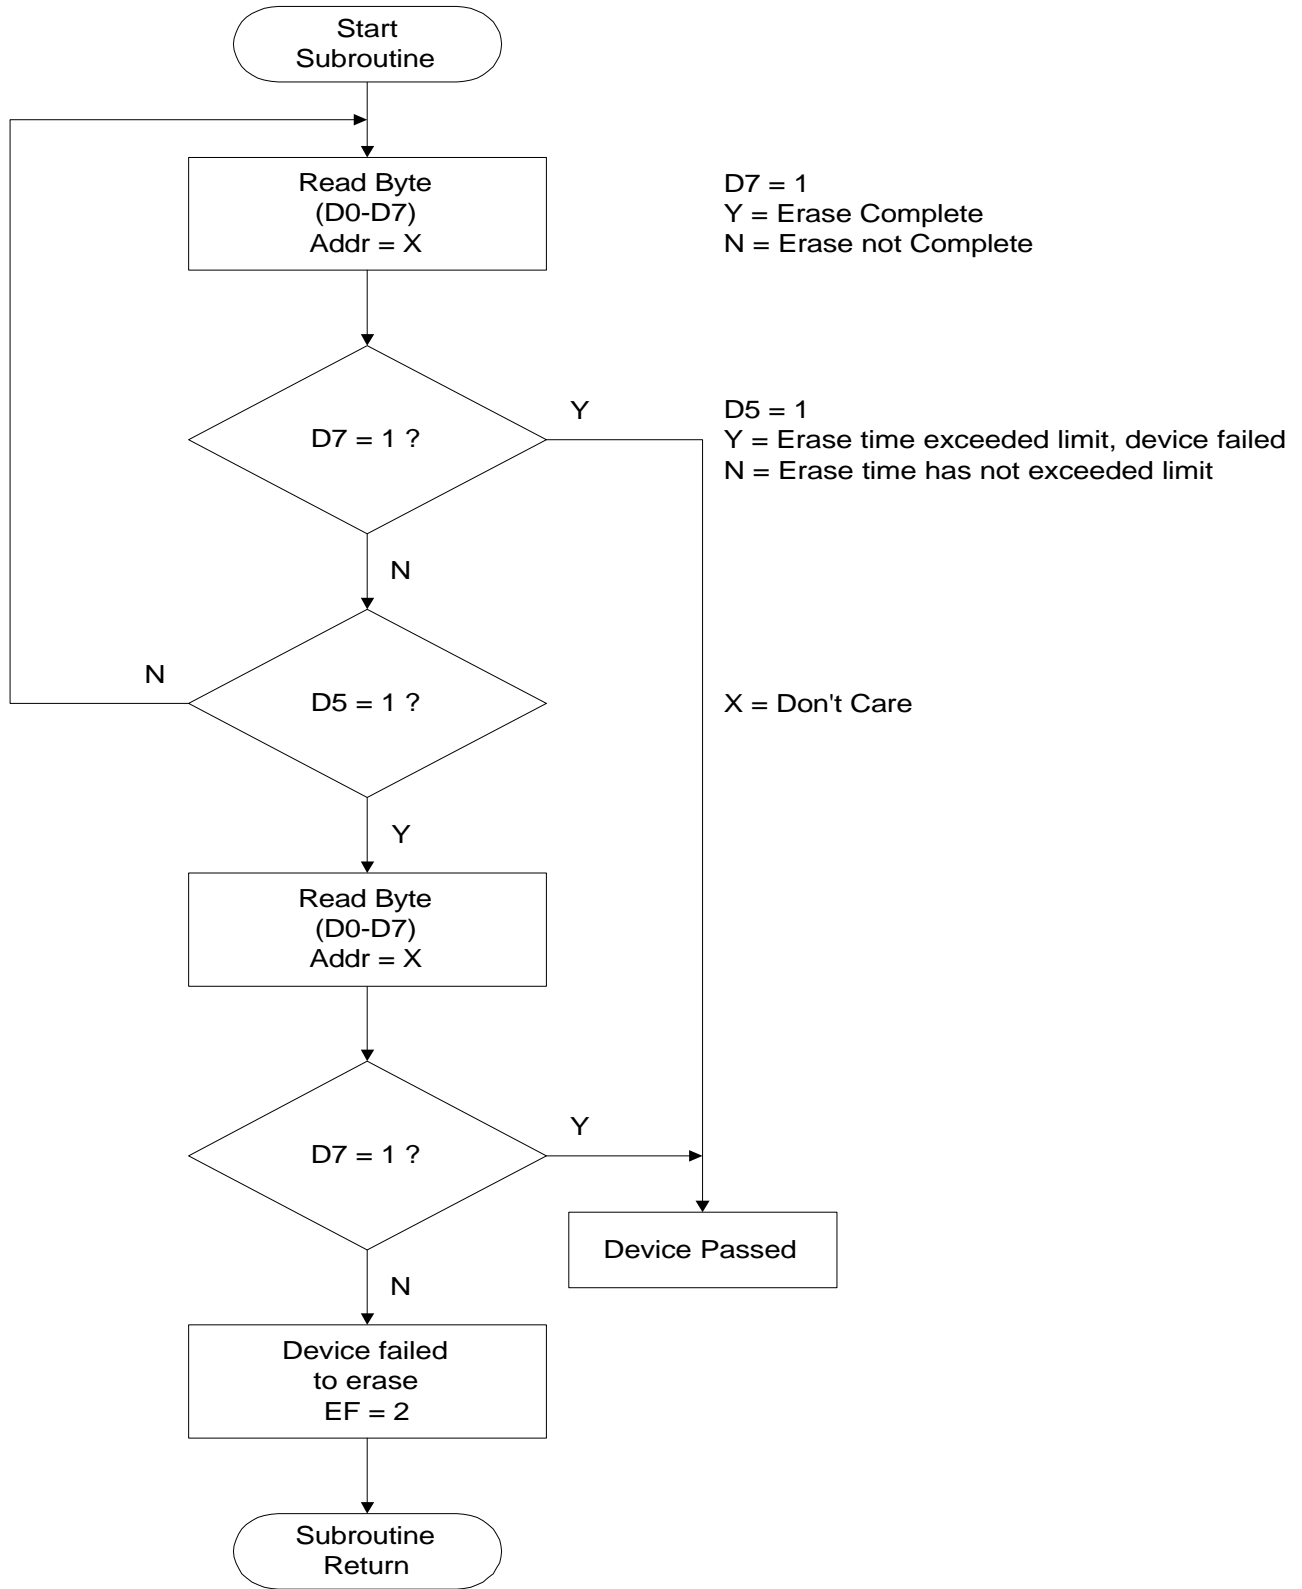 Start
Subroutine
Read Byte
(D0-D7)
Addr = X
D7 = 1
Y = Erase Complete
N = Erase not Complete
D7 = 1 ?
Y
D5 = 1
Y = Erase time exceeded limit, device failed
N = Erase time has not exceeded limit
N
N
D5 = 1 ?
X = Don't Care
Y
Read Byte
(D0-D7)
Addr = X
D7 = 1 ?
Y
Device Passed
N
Device failed
to erase
EF = 2
Subroutine
Return